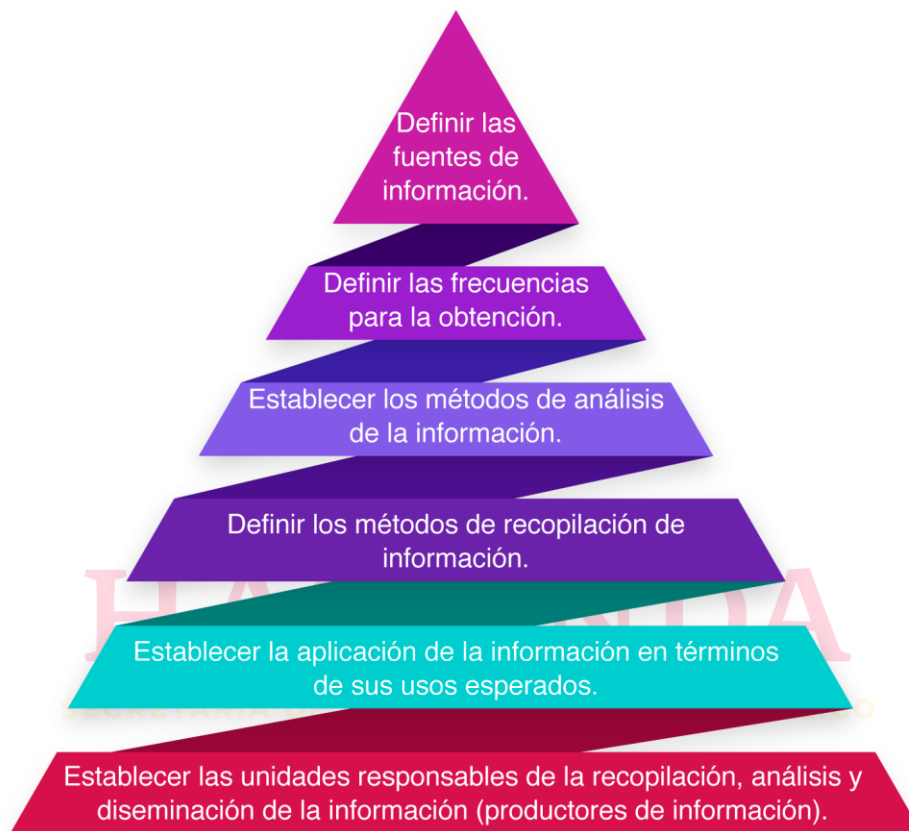 Definir las
fuentes de
información.
Definir las frecuencias
para la obtención.
Establecer los métodos de análisis
de la información.
Definir los métodos de recopilación de
información.
Establecer la aplicación de la información en términos
de sus usos esperados.
Establecer las unidades responsables de la recopilación, análisis y
diseminación de la información (productores de información).